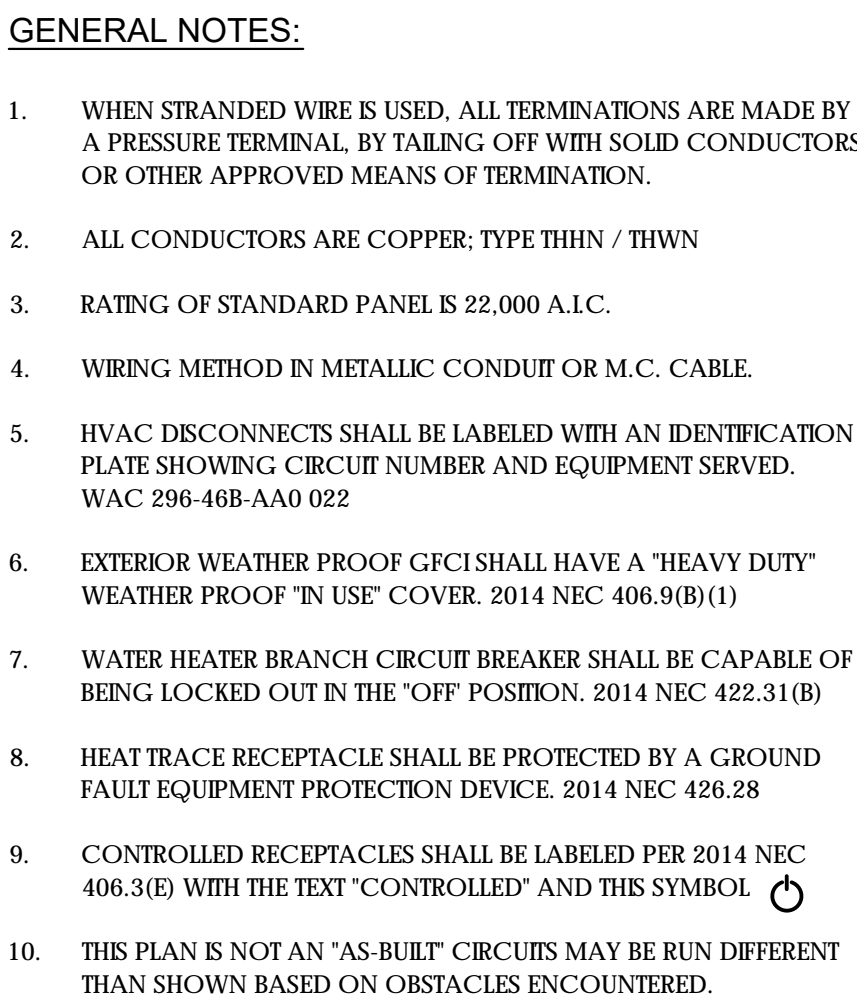 GENERAL NOTES:
1. WHEN STRANDED WIRE IS USED, ALL TERMINATIONS ARE MADE BY
A PRESSURE TERMINAL, BY TAILING OFF WITH SOLID CONDUCTORS
OR OTHER APPROVED MEANS OF TERMINATION.
2. ALL CONDUCTORS ARE COPPER; TYPE THHN / THWN
3. RATING OF STANDARD PANEL IS 22,000 A.I.C.
4. WIRING METHOD IN METALLIC CONDUIT OR M.C. CABLE.
5. HVAC DISCONNECTS SHALL BE LABELED WITH AN IDENTIFICATION
PLATE SHOWING CIRCUIT NUMBER AND EQUIPMENT SERVED.
WAC 296-46B-AA0 022
6. EXTERIOR WEATHER PROOF GFCI SHALL HAVE A "HEAVY DUTY"
WEATHER PROOF "IN USE" COVER. 2014 NEC 406.9(B)(1)
7. WATER HEATER BRANCH CIRCUIT BREAKER SHALL BE CAPABLE OF
BEING LOCKED OUT IN THE "OFF' POSITION. 2014 NEC 422.31(B)
8. HEAT TRACE RECEPTACLE SHALL BE PROTECTED BY A GROUND
FAULT EQUIPMENT PROTECTION DEVICE. 2014 NEC 426.28
9. CONTROLLED RECEPTACLES SHALL BE LABELED PER 2014 NEC
406.3(E) WITH THE TEXT "CONTROLLED" AND THIS SYMBOL
10. THIS PLAN IS NOT AN "AS-BUILT" CIRCUITS MAY BE RUN DIFFERENT
THAN SHOWN BASED ON OBSTACLES ENCOUNTERED.